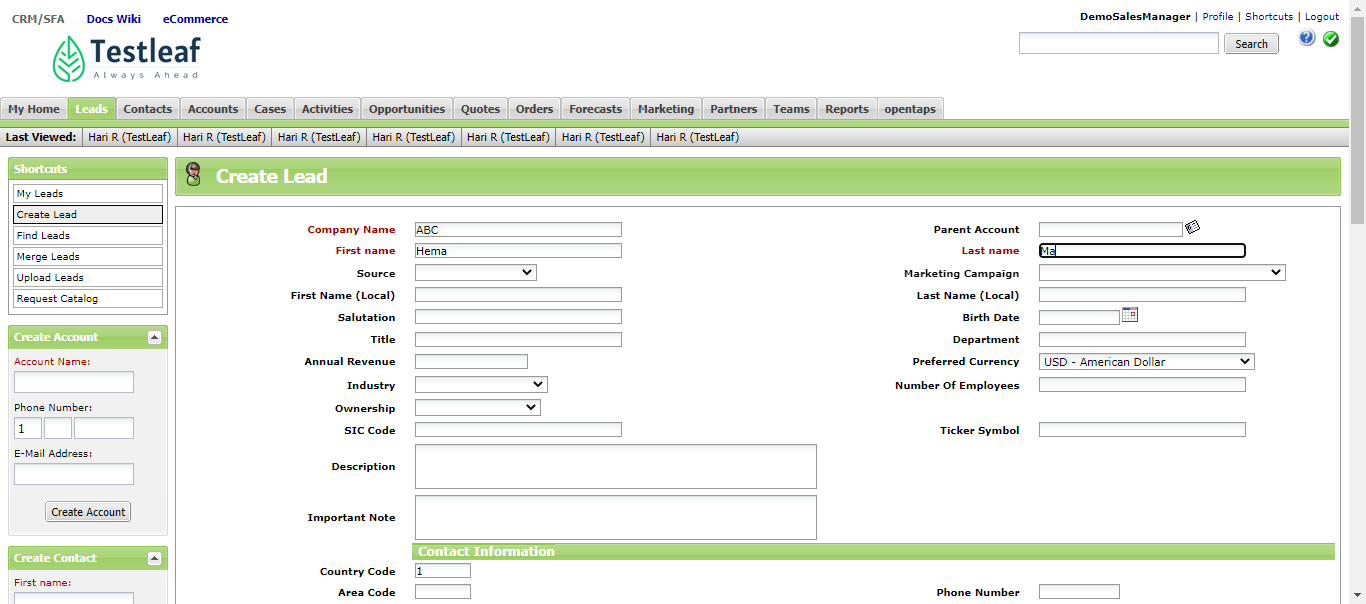 CRM/SFA Docs Wiki eCommerce
DemoSalesManager | Profile | Shortcuts | Logout
Testleaf
Always Ahead
Search
My Home Leads Contacts Accounts Cases Activities Opportunities Quotes Orders Forecasts Marketing Partners Teams Reports opentaps
Last Viewed: Hari R (TestLeaf) Hari R (TestLeaf) Hari R (TestLeaf) Hari R (TestLeaf) Hari R (TestLeaf) Hari R (TestLeaf) Hari R (TestLeaf)
Shortcuts
My Leads
Create Lead
Find Leads
Merge Leads
Upload Leads
Request Catalog
Create Account
Account Name:
Phone Number:
1
E-Mail Address:
Create Account
Create Contact
First name:
Create Lead
Company Name ABC Parent Account
First name Hema Last name Ma
Source Marketing Campaign
First Name (Local) Last Name (Local)
Salutation Birth Date
Title Department
Annual Revenue Preferred Currency USD - American Dollar
Industry Number Of Employees
Ownership
SIC Code Ticker Symbol
Description
Important Note
Contact Information
Country Code 1
Area Code Phone Number